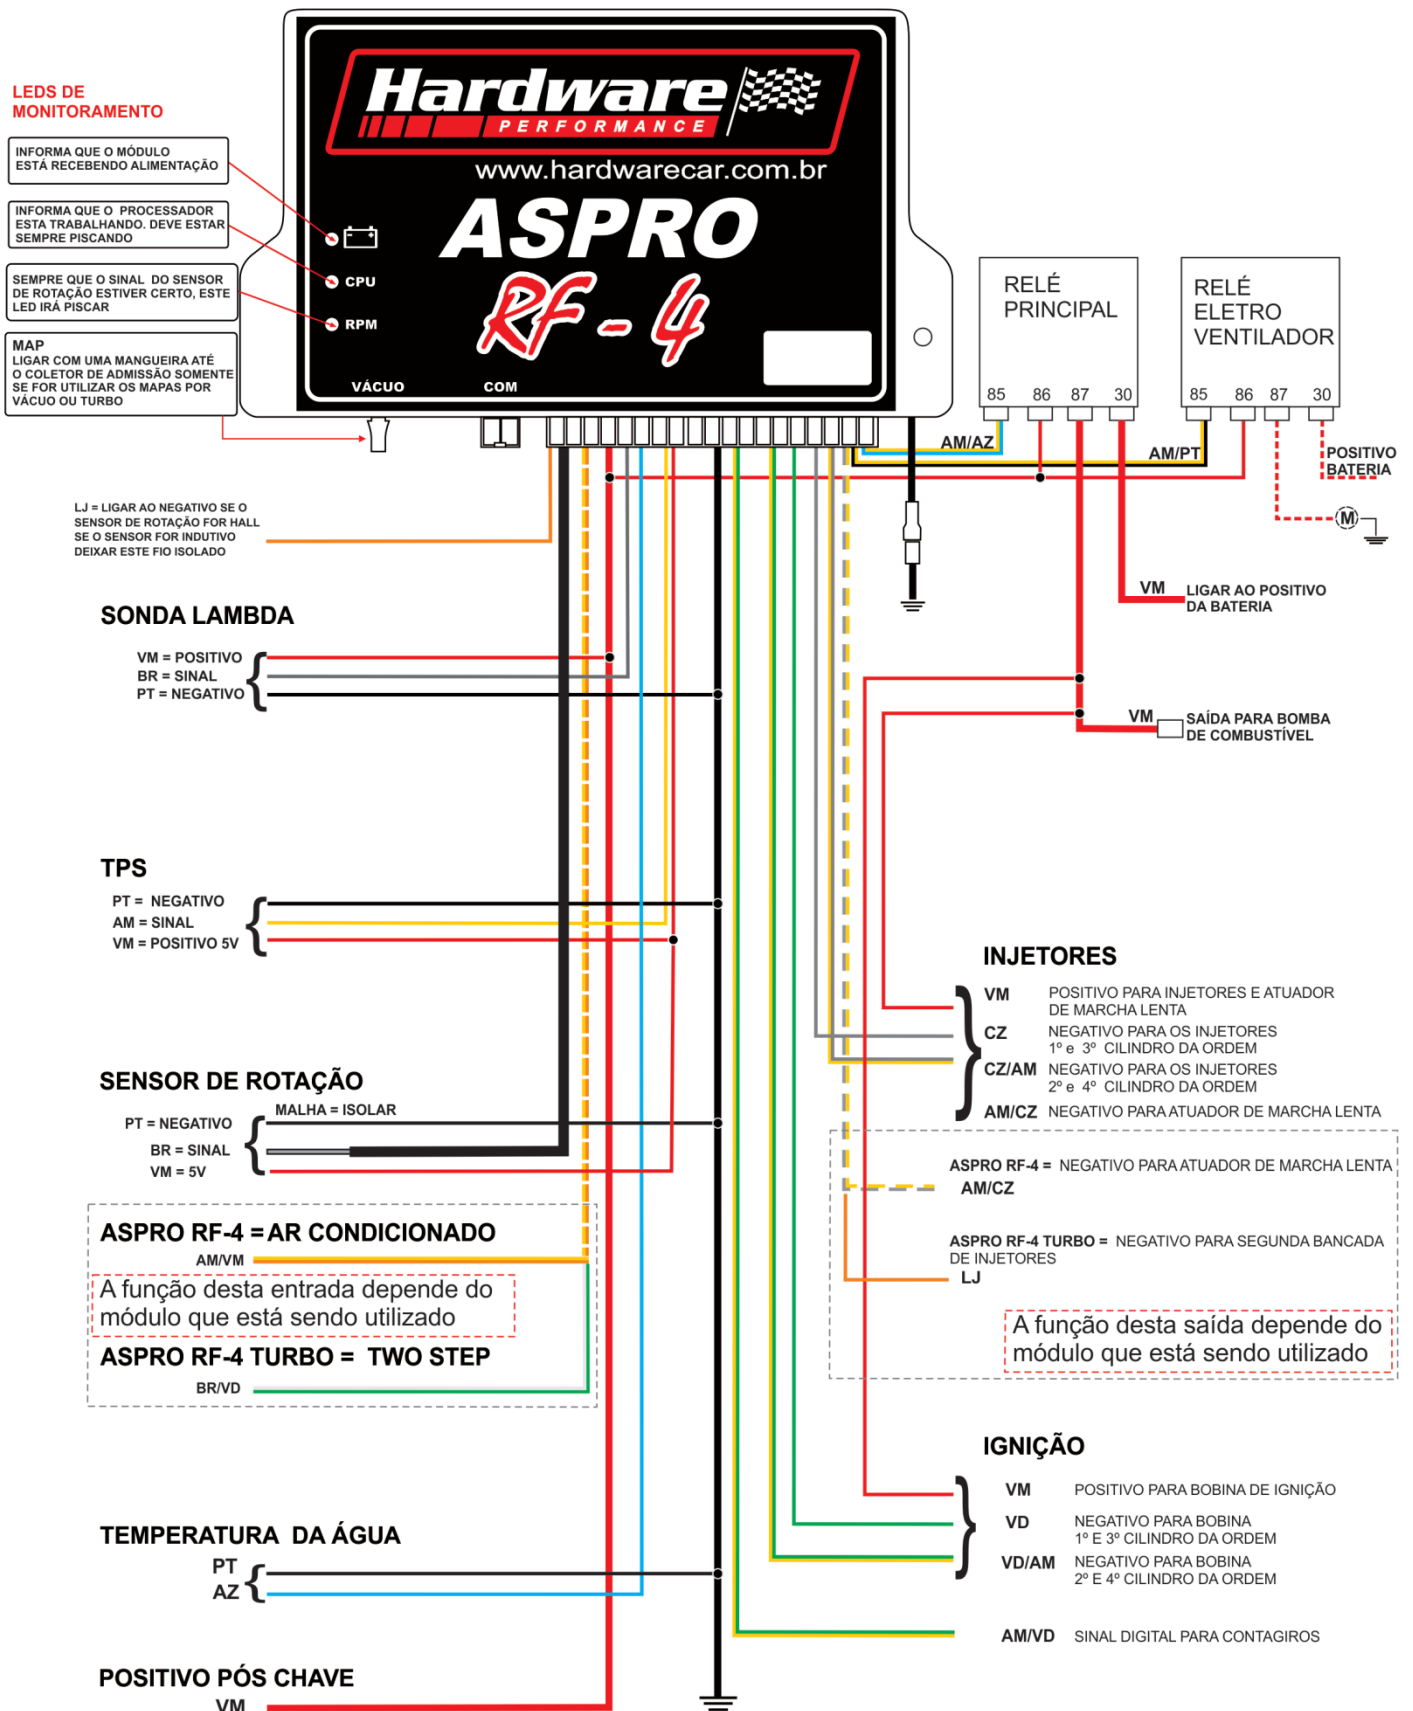 Hardware
PERFORMANCE
www.hardwarecar.com.br
ASPRO
RF - 4
LEDS DE
MONITORAMENTO
INFORMA QUE O MÓDULO
ESTÁ RECEBENDO ALIMENTAÇÃO
INFORMA QUE O PROCESSADOR
ESTA TRABALHANDO. DEVE ESTAR
SEMPRE PISCANDO
SEMPRE QUE O SINAL DO SENSOR
DE ROTAÇÃO ESTIVER CERTO, ESTE
LED IRÁ PISCAR
MAP
LIGAR COM UMA MANGUEIRA ATÉ
O COLETOR DE ADMISSÃO SOMENTE
SE FOR UTILIZAR OS MAPAS POR
VÁCUO OU TURBO
CPU
RPM
VÁCUO COM
RELÉ
PRINCIPAL
85 86 87 30
RELÉ
ELETRO
VENTILADOR
85 86 87 30
AM/AZ
AM/PT
POSITIVO
BATERIA
M
VM
LIGAR AO POSITIVO
DA BATERIA
VM
SAÍDA PARA BOMBA
DE COMBUSTÍVEL
LJ = LIGAR AO NEGATIVO SE O
SENSOR DE ROTAÇÃO FOR HALL
SE O SENSOR FOR INDUTIVO
DEIXAR ESTE FIO ISOLADO
SONDA LAMBDA
VM = POSITIVO
BR = SINAL
PT = NEGATIVO
TPS
PT = NEGATIVO
AM = SINAL
VM = POSITIVO 5V
SENSOR DE ROTAÇÃO
MALHA = ISOLAR
PT = NEGATIVO
BR = SINAL
VM = 5V
ASPRO RF-4 = AR CONDICIONADO
AM/VM
A função desta entrada depende do
módulo que está sendo utilizado
ASPRO RF-4 TURBO = TWO STEP
BR/VD
TEMPERATURA DA ÁGUA
PT
AZ
POSITIVO PÓS CHAVE
VM
INJETORES
VM POSITIVO PARA INJETORES E ATUADOR
DE MARCHA LENTA
CZ NEGATIVO PARA OS INJETORES
1º e 3º CILINDRO DA ORDEM
CZ/AM NEGATIVO PARA OS INJETORES
2º e 4º CILINDRO DA ORDEM
AM/CZ NEGATIVO PARA ATUADOR DE MARCHA LENTA
ASPRO RF-4 = NEGATIVO PARA ATUADOR DE MARCHA LENTA
AM/CZ
ASPRO RF-4 TURBO = NEGATIVO PARA SEGUNDA BANCADA
DE INJETORES
LJ
A função desta saída depende do
módulo que está sendo utilizado
IGNIÇÃO
VM POSITIVO PARA BOBINA DE IGNIÇÃO
VD NEGATIVO PARA BOBINA
1º E 3º CILINDRO DA ORDEM
VD/AM NEGATIVO PARA BOBINA
2º E 4º CILINDRO DA ORDEM
AM/VD SINAL DIGITAL PARA CONTAGIROS